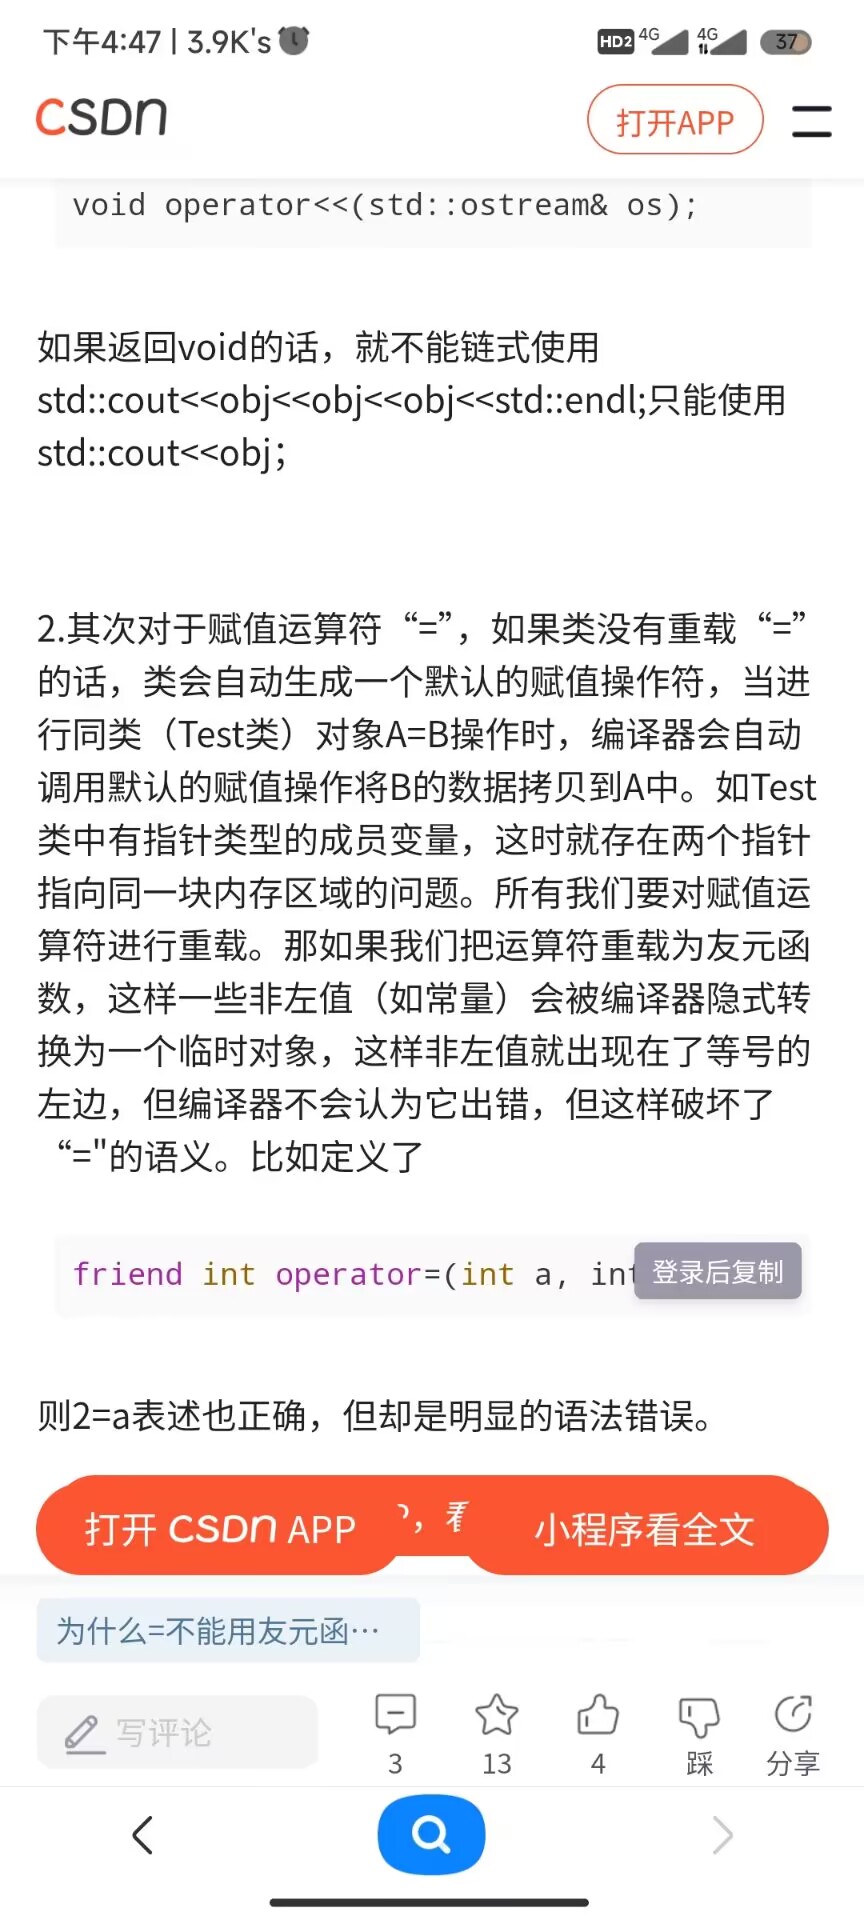 下午4:47 | 3.9K's
HD2 4G 4G 37
CSDN
打开APP
void operator<<(std::ostream& os);
如果返回void的话，就不能链式使用
std::cout<<obj<<obj<<obj<<std::endl;只能使用
std::cout<<obj；
2.其次对于赋值运算符“=”，如果类没有重载“=”
的话，类会自动生成一个默认的赋值操作符，当进
行同类（Test类）对象A=B操作时，编译器会自动
调用默认的赋值操作将B的数据拷贝到A中。如Test
类中有指针类型的成员变量，这时就存在两个指针
指向同一块内存区域的问题。所有我们要对赋值运
算符进行重载。那如果我们把运算符重载为友元函
数，这样一些非左值（如常量）会被编译器隐式转
换为一个临时对象，这样非左值就出现在了等号的
左边，但编译器不会认为它出错，但这样破坏了
“="的语义。比如定义了
friend int operator=(int a, int
登录后复制
则2=a表述也正确，但却是明显的语法错误。
打开 CSDN APP
小程序看全文
为什么=不能用友元函…
写评论
3
13
4
踩
分享